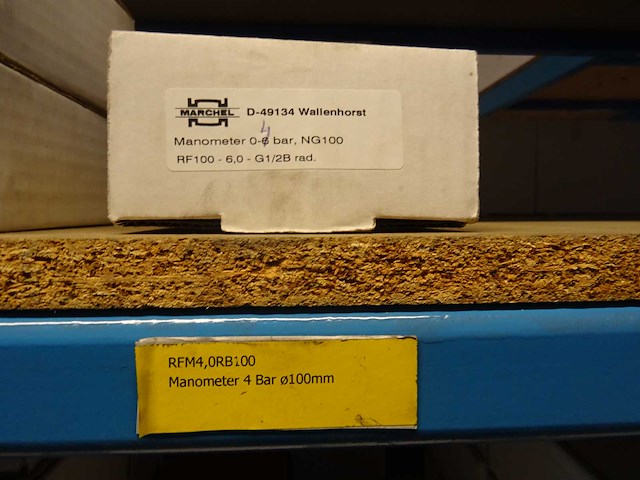 MARCHEL D-49134 Wallenhorst
4
Manometer 0-6 bar, NG100
RF100 - 6,0 - G1/2B rad.
RFM4,0RB100
Manometer 4 Bar ø100mm